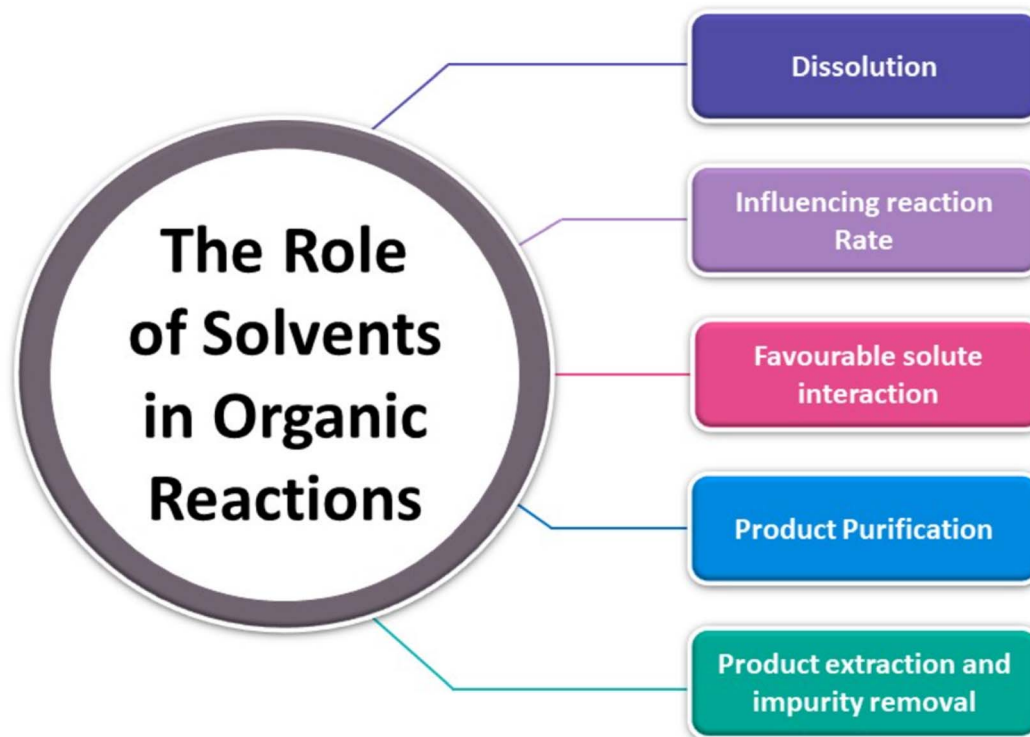 The Role
of Solvents
in Organic
Reactions
Dissolution
Influencing reaction
Rate
Favourable solute
interaction
Product Purification
Product extraction and
impurity removal